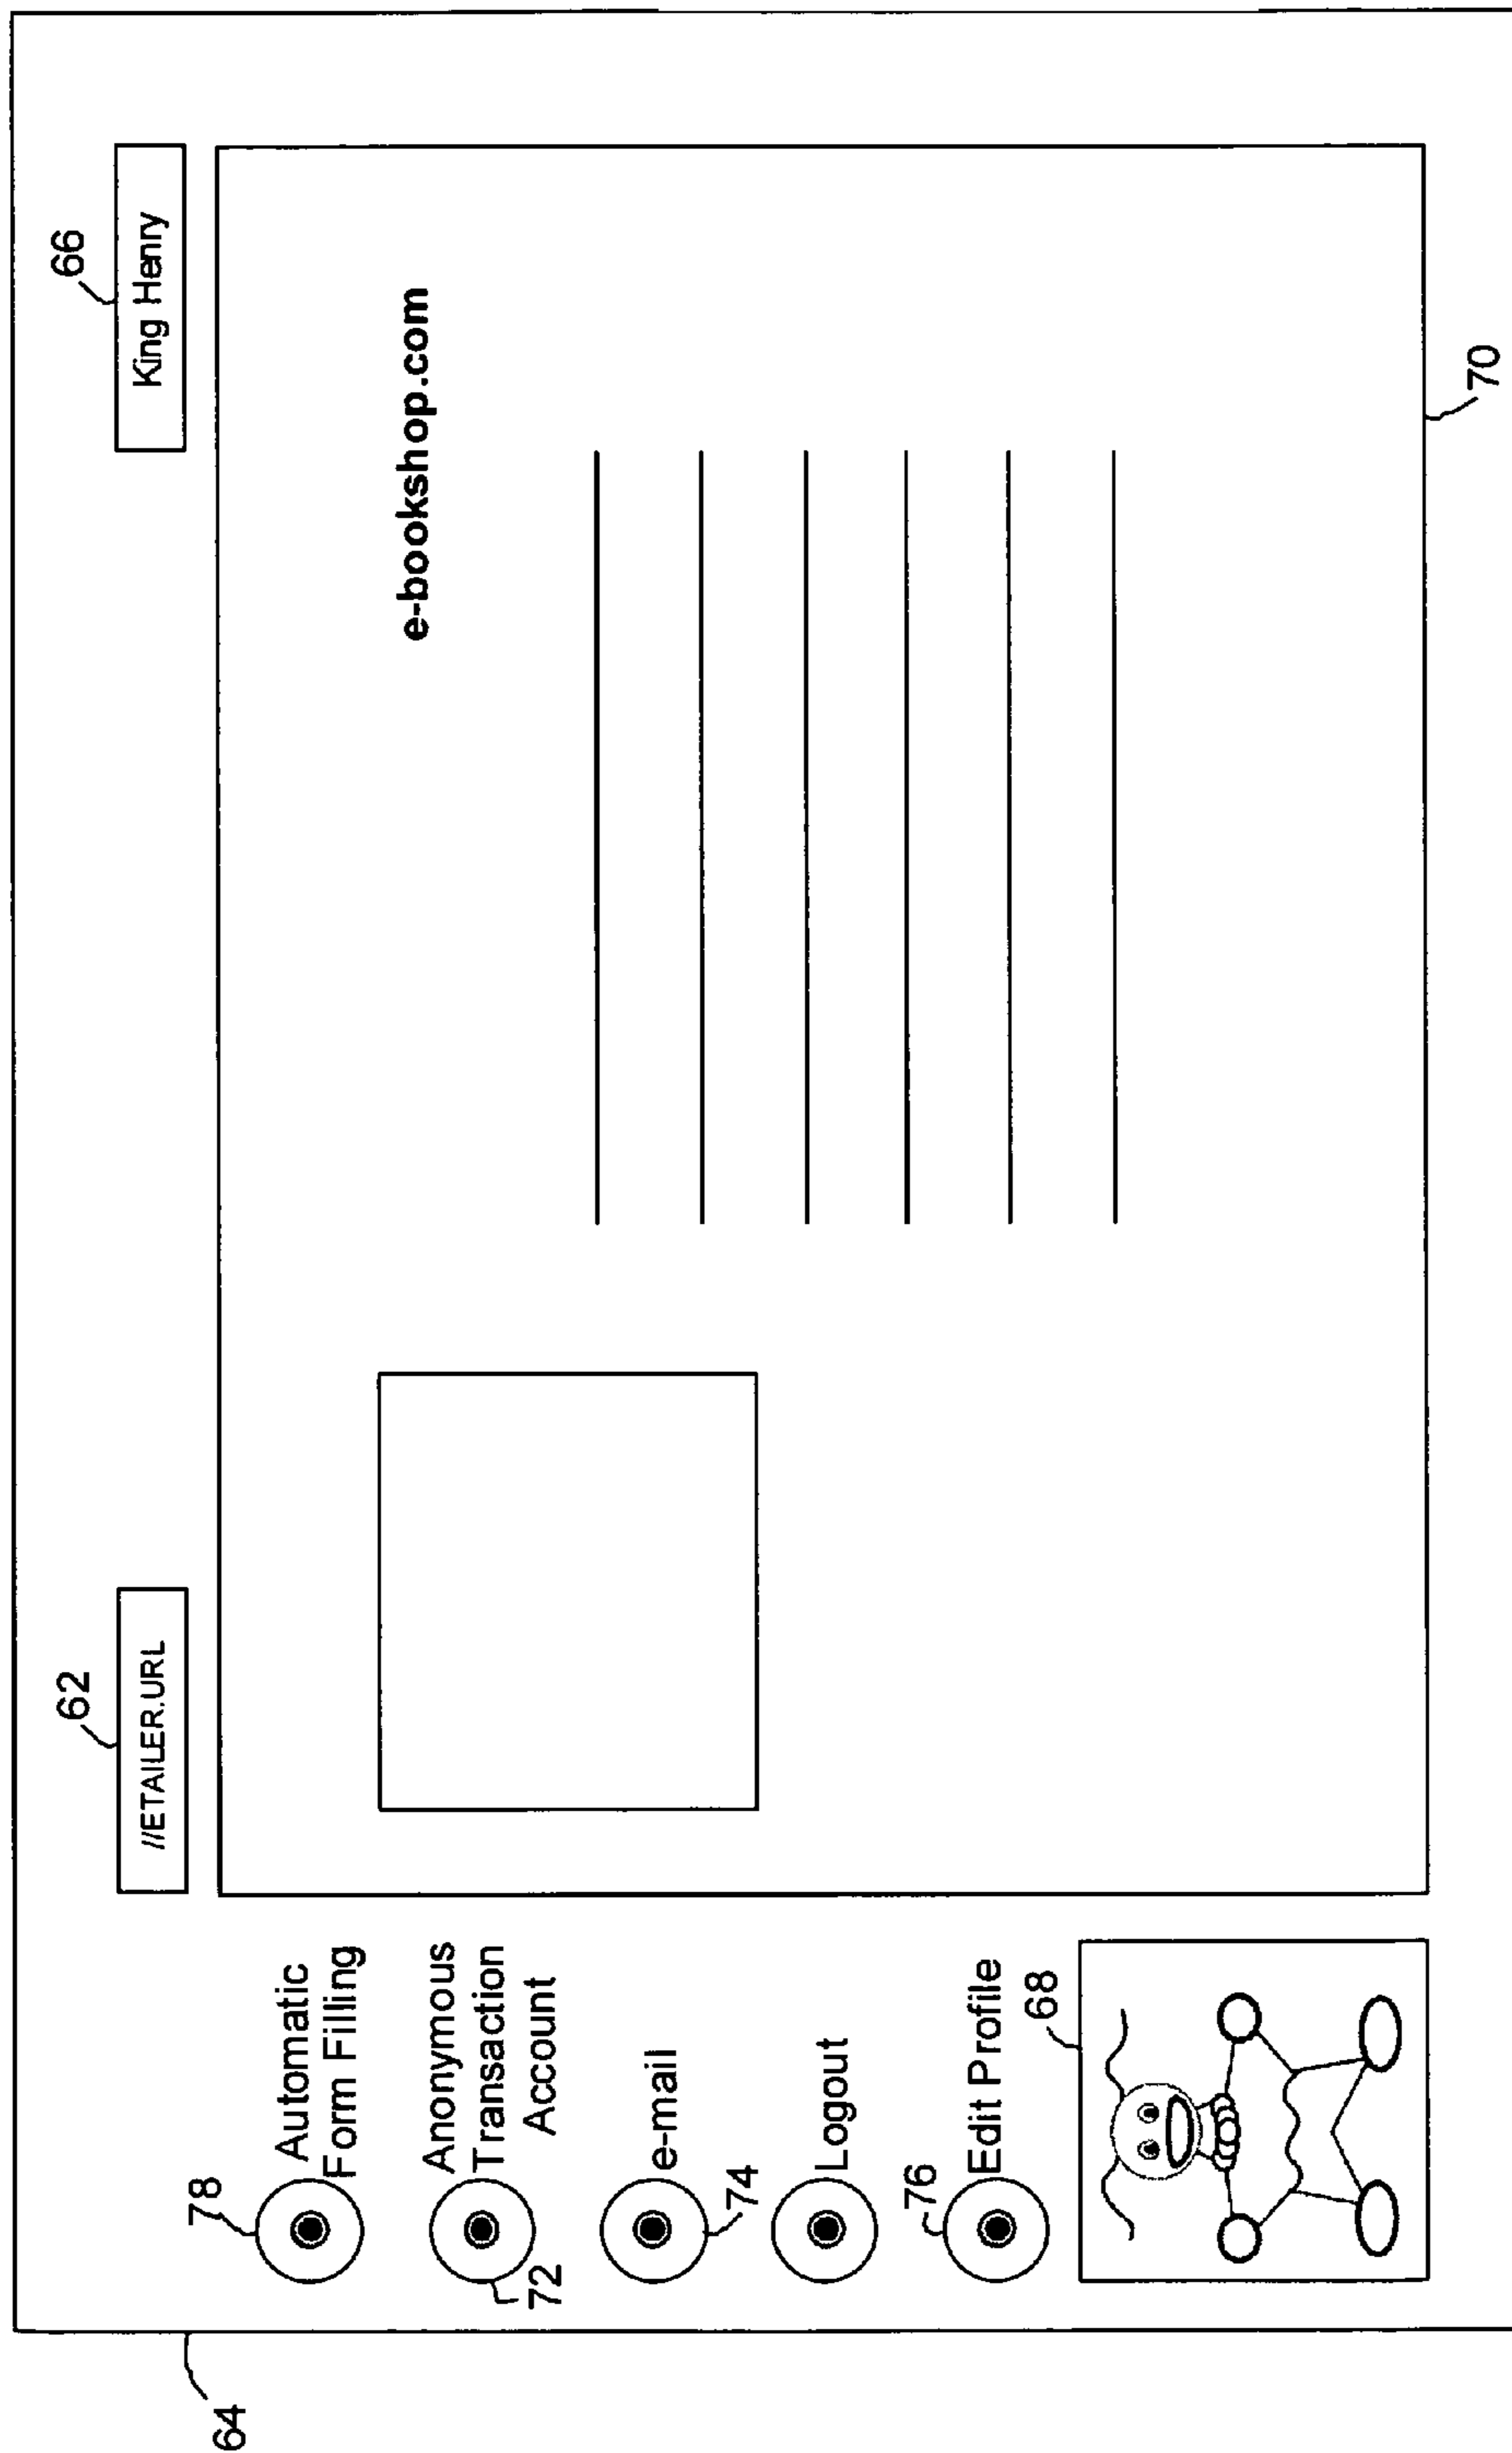 64
62
//ETAILER.URL
66
King Henry
78
Automatic
Form Filling
Anonymous
Transaction
Account
72
e-mail
74
Logout
76
Edit Profile
68
e-bookshop.com
70